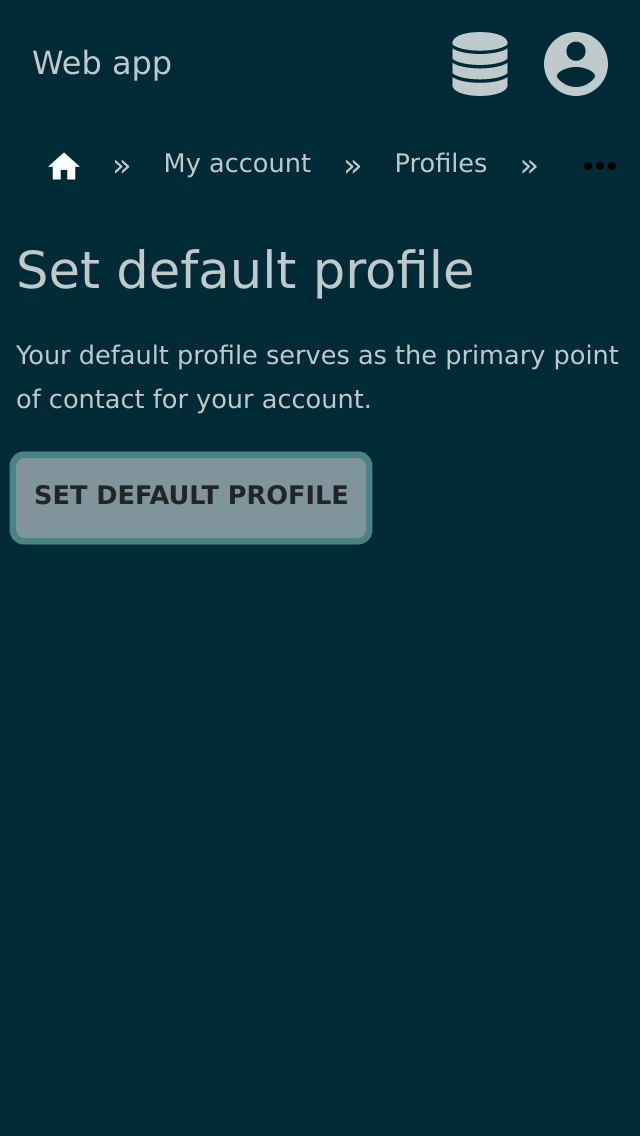 Web app
» My account » Profiles » •••
Set default profile
Your default profile serves as the primary point
of contact for your account.
SET DEFAULT PROFILE